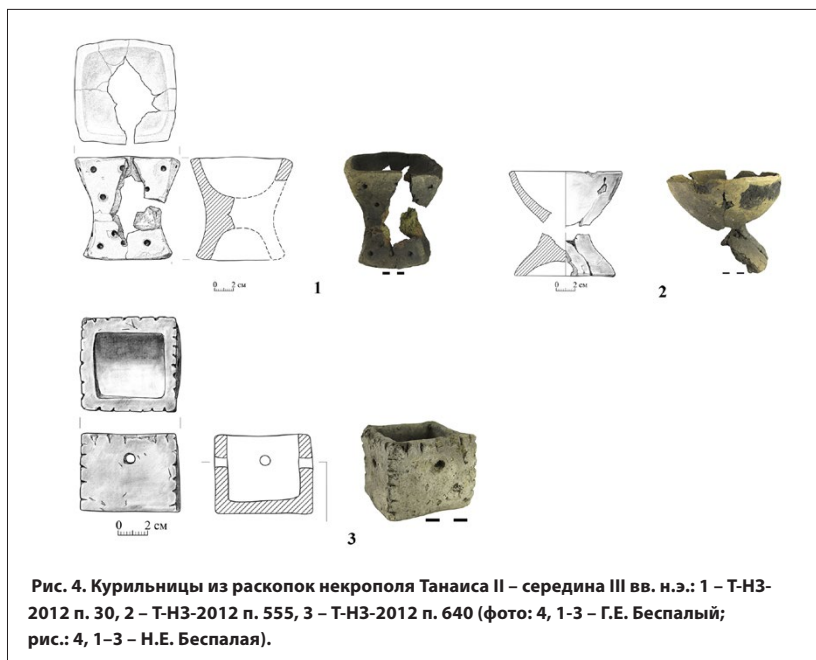 0 2 см
1
0 2 см
2
0 2 см
3
Рис. 4. Курильницы из раскопок некрополя Танаиса II – середина III вв. н.э.: 1 – Т-НЗ-
2012 п. 30, 2 – Т-НЗ-2012 п. 555, 3 – Т-НЗ-2012 п. 640 (фото: 4, 1-3 – Г.Е. Беспалый;
рис.: 4, 1–3 – Н.Е. Беспалая).